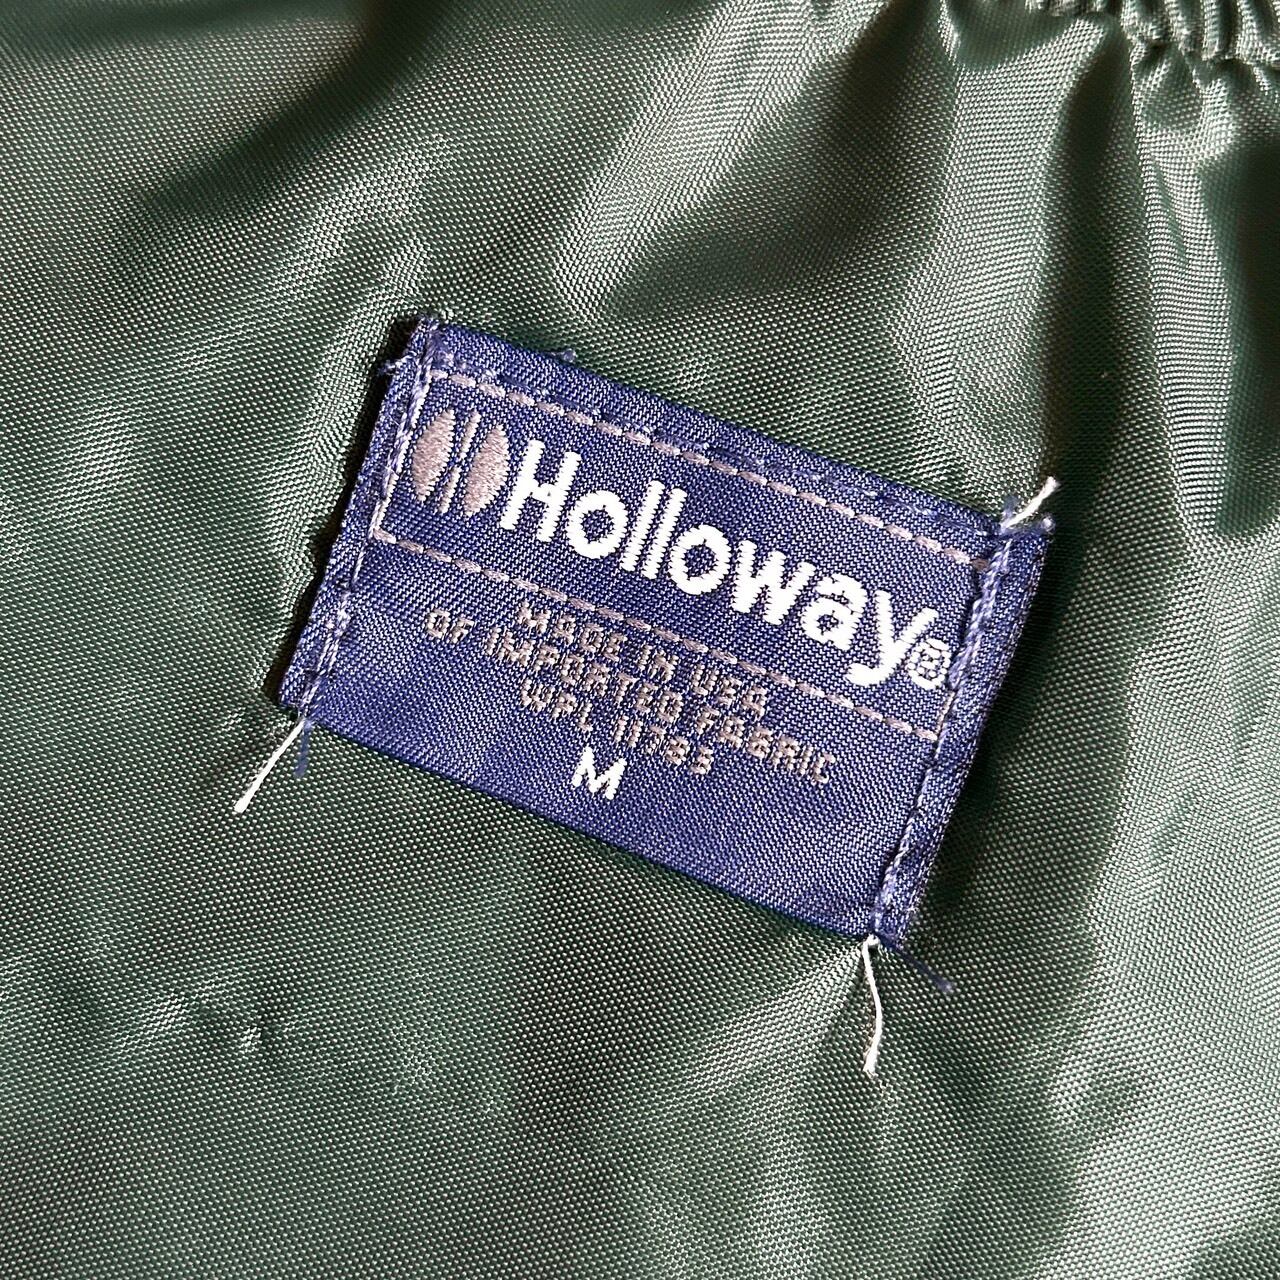 Holloway®
MADE IN USA
OF IMPORTED FABRIC
WPL 11785
M